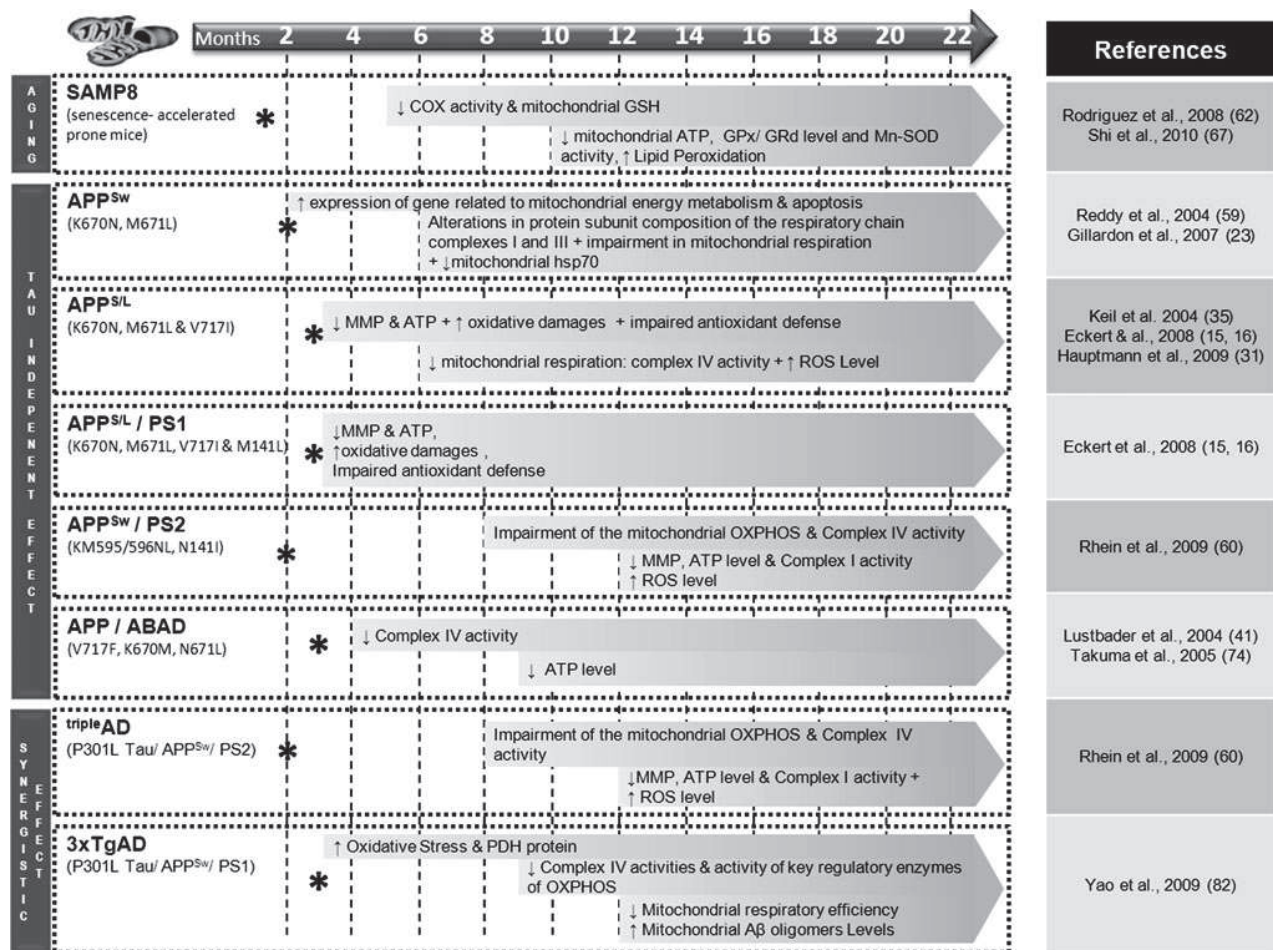 Months 2 4 6 8 10 12 14 16 18 20 22
References
AGING
SAMP8
(senescence- accelerated
prone mice)
*
↓ COX activity & mitochondrial GSH
↓ mitochondrial ATP, GPx/ GRd level and Mn-SOD
activity, ↑ Lipid Peroxidation
Rodriguez et al., 2008 (62)
Shi et al., 2010 (67)
TAU INDEPENENT EFFECT
APPSw
(K670N, M671L)
*
↑ expression of gene related to mitochondrial energy metabolism & apoptosis
Alterations in protein subunit composition of the respiratory chain
complexes I and III + impairment in mitochondrial respiration
+ ↓mitochondrial hsp70
Reddy et al., 2004 (59)
Gillardon et al., 2007 (23)
APPS/L
(K670N, M671L & V717I)
*
↓ MMP & ATP + ↑ oxidative damages + impaired antioxidant defense
↓ mitochondrial respiration: complex IV activity + ↑ ROS Level
Keil et al. 2004 (35)
Eckert & al., 2008 (15, 16)
Hauptmann et al., 2009 (31)
APPS/L / PS1
(K670N, M671L, V717I & M141L)
*
↓MMP & ATP,
↑oxidative damages ,
Impaired antioxidant defense
Eckert et al., 2008 (15, 16)
APPSw / PS2
(KM595/596NL, N141I)
*
Impairment of the mitochondrial OXPHOS & Complex IV activity
↓ MMP, ATP level & Complex I activity
↑ ROS level
Rhein et al., 2009 (60)
APP / ABAD
(V717F, K670M, N671L)
*
↓ Complex IV activity
↓ ATP level
Lustbader et al., 2004 (41)
Takuma et al., 2005 (74)
SYNERGISTIC EFFECT
tripleAD
(P301L Tau/ APPSw/ PS2)
*
Impairment of the mitochondrial OXPHOS & Complex IV
activity
↓MMP, ATP level & Complex I activity +
↑ ROS level
Rhein et al., 2009 (60)
3xTgAD
(P301L Tau/ APPSw/ PS1)
*
↑ Oxidative Stress & PDH protein
↓ Complex IV activities & activity of key regulatory enzymes
of OXPHOS
↓ Mitochondrial respiratory efficiency
↑ Mitochondrial Aβ oligomers Levels
Yao et al., 2009 (82)